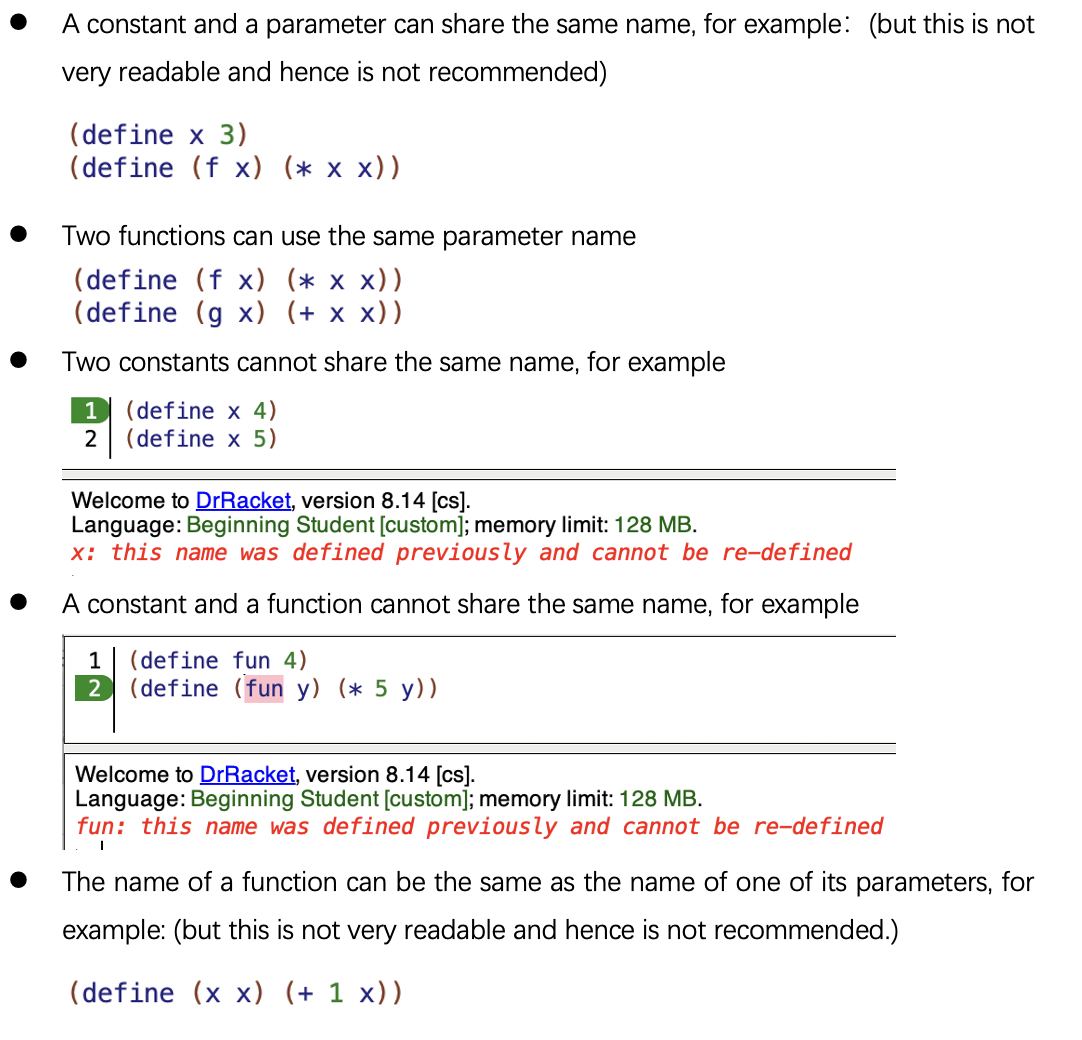 ● A constant and a parameter can share the same name, for example：(but this is not
very readable and hence is not recommended)
(define x 3)
(define (f x) (* x x))
● Two functions can use the same parameter name
(define (f x) (* x x))
(define (g x) (+ x x))
● Two constants cannot share the same name, for example
1 (define x 4)
2 (define x 5)
Welcome to DrRacket, version 8.14 [cs].
Language: Beginning Student [custom]; memory limit: 128 MB.
x: this name was defined previously and cannot be re-defined
● A constant and a function cannot share the same name, for example
1 (define fun 4)
2 (define (fun y) (* 5 y))
Welcome to DrRacket, version 8.14 [cs].
Language: Beginning Student [custom]; memory limit: 128 MB.
fun: this name was defined previously and cannot be re-defined
● The name of a function can be the same as the name of one of its parameters, for
example: (but this is not very readable and hence is not recommended.)
(define (x x) (+ 1 x))